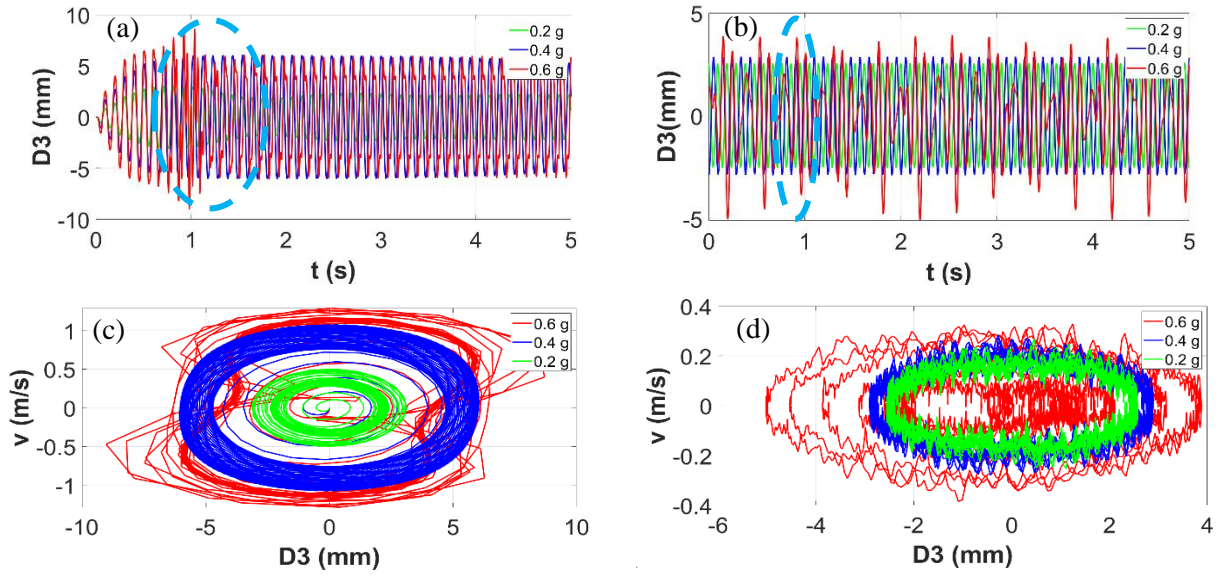 (a)
10
5
0
-5
-10
D3 (mm)
0 1 2 3 4 5
t (s)
0.2 g
0.4 g
0.6 g
(b)
5
0
-5
D3(mm)
0 1 2 3 4 5
t (s)
0.2 g
0.4 g
0.6 g
(c)
1
0.5
0
-0.5
-1
v (m/s)
-10 -5 0 5 10
D3 (mm)
0.6 g
0.4 g
0.2 g
(d)
0.4
0.2
0
-0.2
-0.4
v (m/s)
-6 -4 -2 0 2 4
D3 (mm)
0.6 g
0.4 g
0.2 g